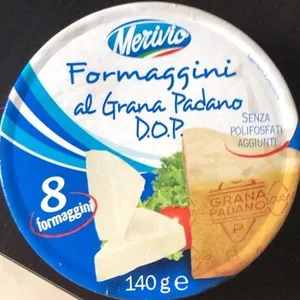 Merivio
Formaggini
al Grana Padano
D.O.P.
SENZA
POLIFOSFATI
AGGIUNTI
8
formaggini
GRANA
PADANO
140 g e